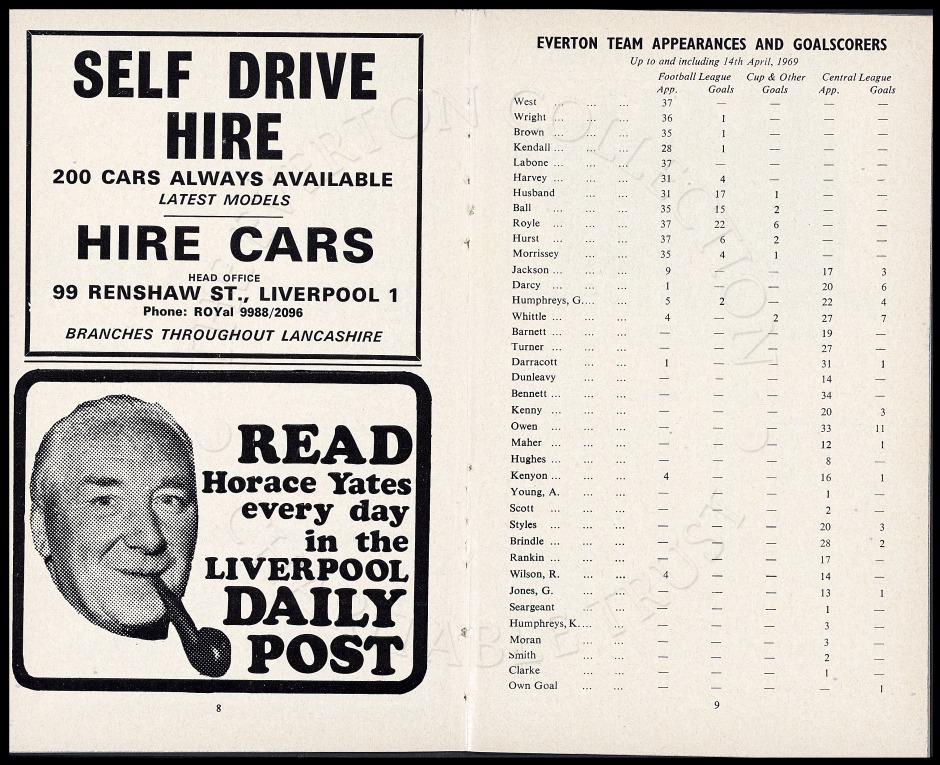 SELF DRIVE
HIRE
200 CARS ALWAYS AVAILABLE
LATEST MODELS
HIRE CARS
HEAD OFFICE
99 RENSHAW ST., LIVERPOOL 1
Phone: ROYal 9988/2096
BRANCHES THROUGHOUT LANCASHIRE
READ
Horace Yates
every day
in the
LIVERPOOL
DAILY
POST
8
EVERTON TEAM APPEARANCES AND GOALSCORERS
Up to and including 14th April, 1969
Football League Cup & Other Central League
App. Goals Goals App. Goals
West ... ... ... 37 — — — —
Wright ... ... ... 36 1 — — —
Brown ... ... ... 35 1 — — —
Kendall ... ... ... 28 1 — — —
Labone ... ... ... 37 — — — —
Harvey ... ... ... 31 4 — — —
Husband ... ... 31 17 1 — —
Ball ... ... ... 35 15 2 — —
Royle ... ... ... 37 22 6 — —
Hurst ... ... ... 37 6 2 — —
Morrissey ... ... 35 4 1 — —
Jackson ... ... ... 9 — — 17 3
Darcy ... ... ... 1 — — 20 6
Humphreys, G.... ... 5 2 — 22 4
Whittle ... ... ... 4 — 2 27 7
Barnett ... ... ... — — — 19 —
Turner ... ... ... — — — 27 —
Darracott ... ... 1 — — 31 1
Dunleavy ... ... — — — 14 —
Bennett ... ... ... — — — 34 —
Kenny ... ... ... — — — 20 3
Owen ... ... ... — — — 33 11
Maher ... ... ... — — — 12 1
Hughes ... ... ... — — — 8 —
Kenyon ... ... ... 4 — — 16 1
Young, A. ... ... — — — 1 —
Scott ... ... ... — — — 2 —
Styles ... ... ... — — — 20 3
Brindle ... ... ... — — — 28 2
Rankin ... ... ... — — — 17 —
Wilson, R. ... ... 4 — — 14 —
Jones, G. ... ... — — — 13 1
Seargeant ... ... — — — 1 —
Humphreys, K.... ... — — — 3 —
Moran ... ... — — — 3 —
Smith ... ... — — — 2 —
Clarke ... ... — — — 1 —
Own Goal ... ... — — — — 1
9